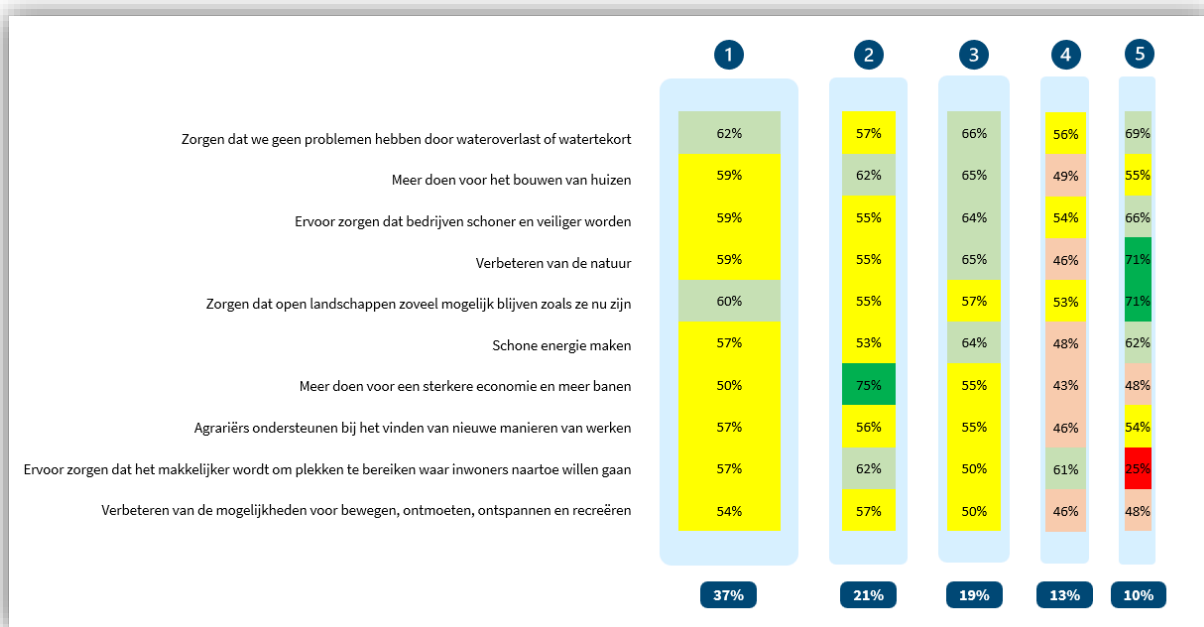 1 2 3 4 5
Zorgen dat we geen problemen hebben door wateroverlast of watertekort 62% 57% 66% 56% 69%
Meer doen voor het bouwen van huizen 59% 62% 65% 49% 55%
Ervoor zorgen dat bedrijven schoner en veiliger worden 59% 55% 64% 54% 66%
Verbeteren van de natuur 59% 55% 65% 46% 71%
Zorgen dat open landschappen zoveel mogelijk blijven zoals ze nu zijn 60% 55% 57% 53% 71%
Schone energie maken 57% 53% 64% 48% 62%
Meer doen voor een sterkere economie en meer banen 50% 75% 55% 43% 48%
Agrariërs ondersteunen bij het vinden van nieuwe manieren van werken 57% 56% 55% 46% 54%
Ervoor zorgen dat het makkelijker wordt om plekken te bereiken waar inwoners naartoe willen gaan 57% 62% 50% 61% 25%
Verbeteren van de mogelijkheden voor bewegen, ontmoeten, ontspannen en recreëren 54% 57% 50% 46% 48%
37% 21% 19% 13% 10%